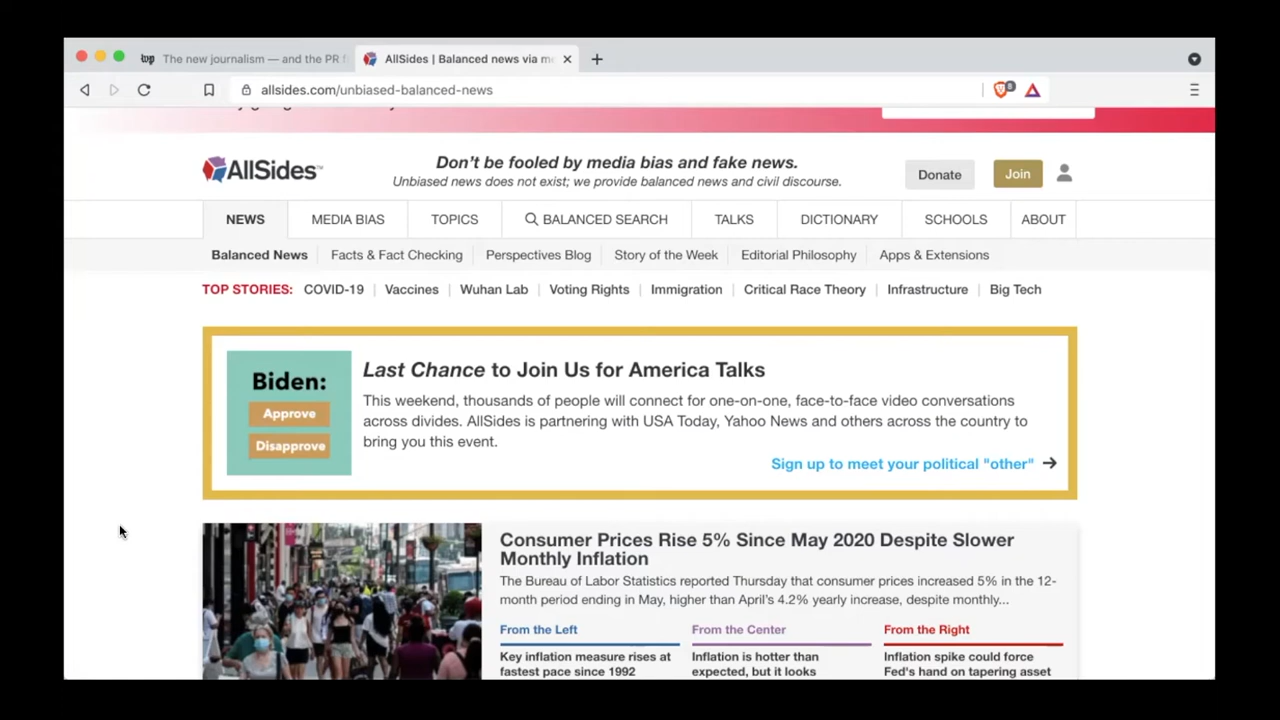 The new journalism — and the PR f
AllSides | Balanced news via me
allsides.com/unbiased-balanced-news
8
AllSides™
Don't be fooled by media bias and fake news.
Unbiased news does not exist; we provide balanced news and civil discourse.
Donate
Join
NEWS
MEDIA BIAS
TOPICS
BALANCED SEARCH
TALKS
DICTIONARY
SCHOOLS
ABOUT
Balanced News
Facts & Fact Checking
Perspectives Blog
Story of the Week
Editorial Philosophy
Apps & Extensions
TOP STORIES: COVID-19 | Vaccines | Wuhan Lab | Voting Rights | Immigration | Critical Race Theory | Infrastructure | Big Tech
Biden:
Approve
Disapprove
Last Chance to Join Us for America Talks
This weekend, thousands of people will connect for one-on-one, face-to-face video conversations
across divides. AllSides is partnering with USA Today, Yahoo News and others across the country to
bring you this event.
Sign up to meet your political "other"
Consumer Prices Rise 5% Since May 2020 Despite Slower
Monthly Inflation
The Bureau of Labor Statistics reported Thursday that consumer prices increased 5% in the 12-
month period ending in May, higher than April's 4.2% yearly increase, despite monthly...
From the Left
Key inflation measure rises at
fastest pace since 1992
From the Center
Inflation is hotter than
expected, but it looks
From the Right
Inflation spike could force
Fed's hand on tapering asset